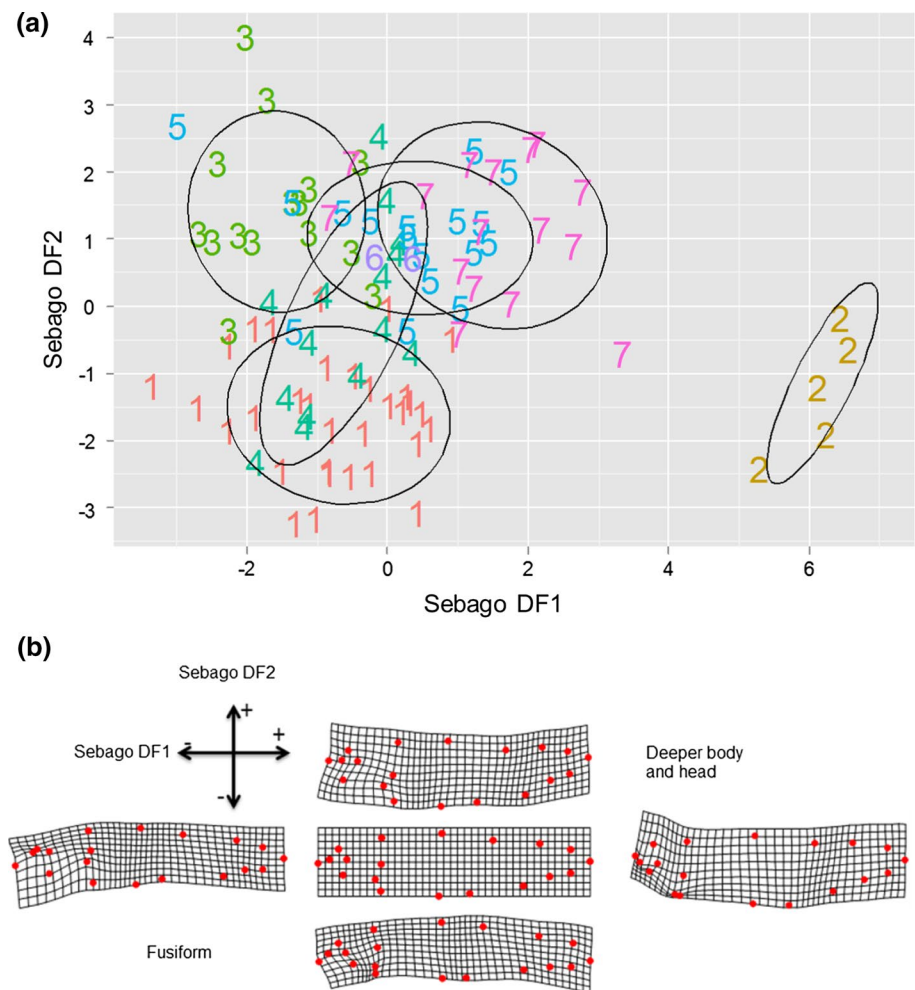 (a)
4
3
2
1
0
-1
-2
-3
Sebago DF2
-2 0 2 4 6
Sebago DF1
(b)
Sebago DF2
+
Sebago DF1 - +
-
Deeper body
and head
Fusiform